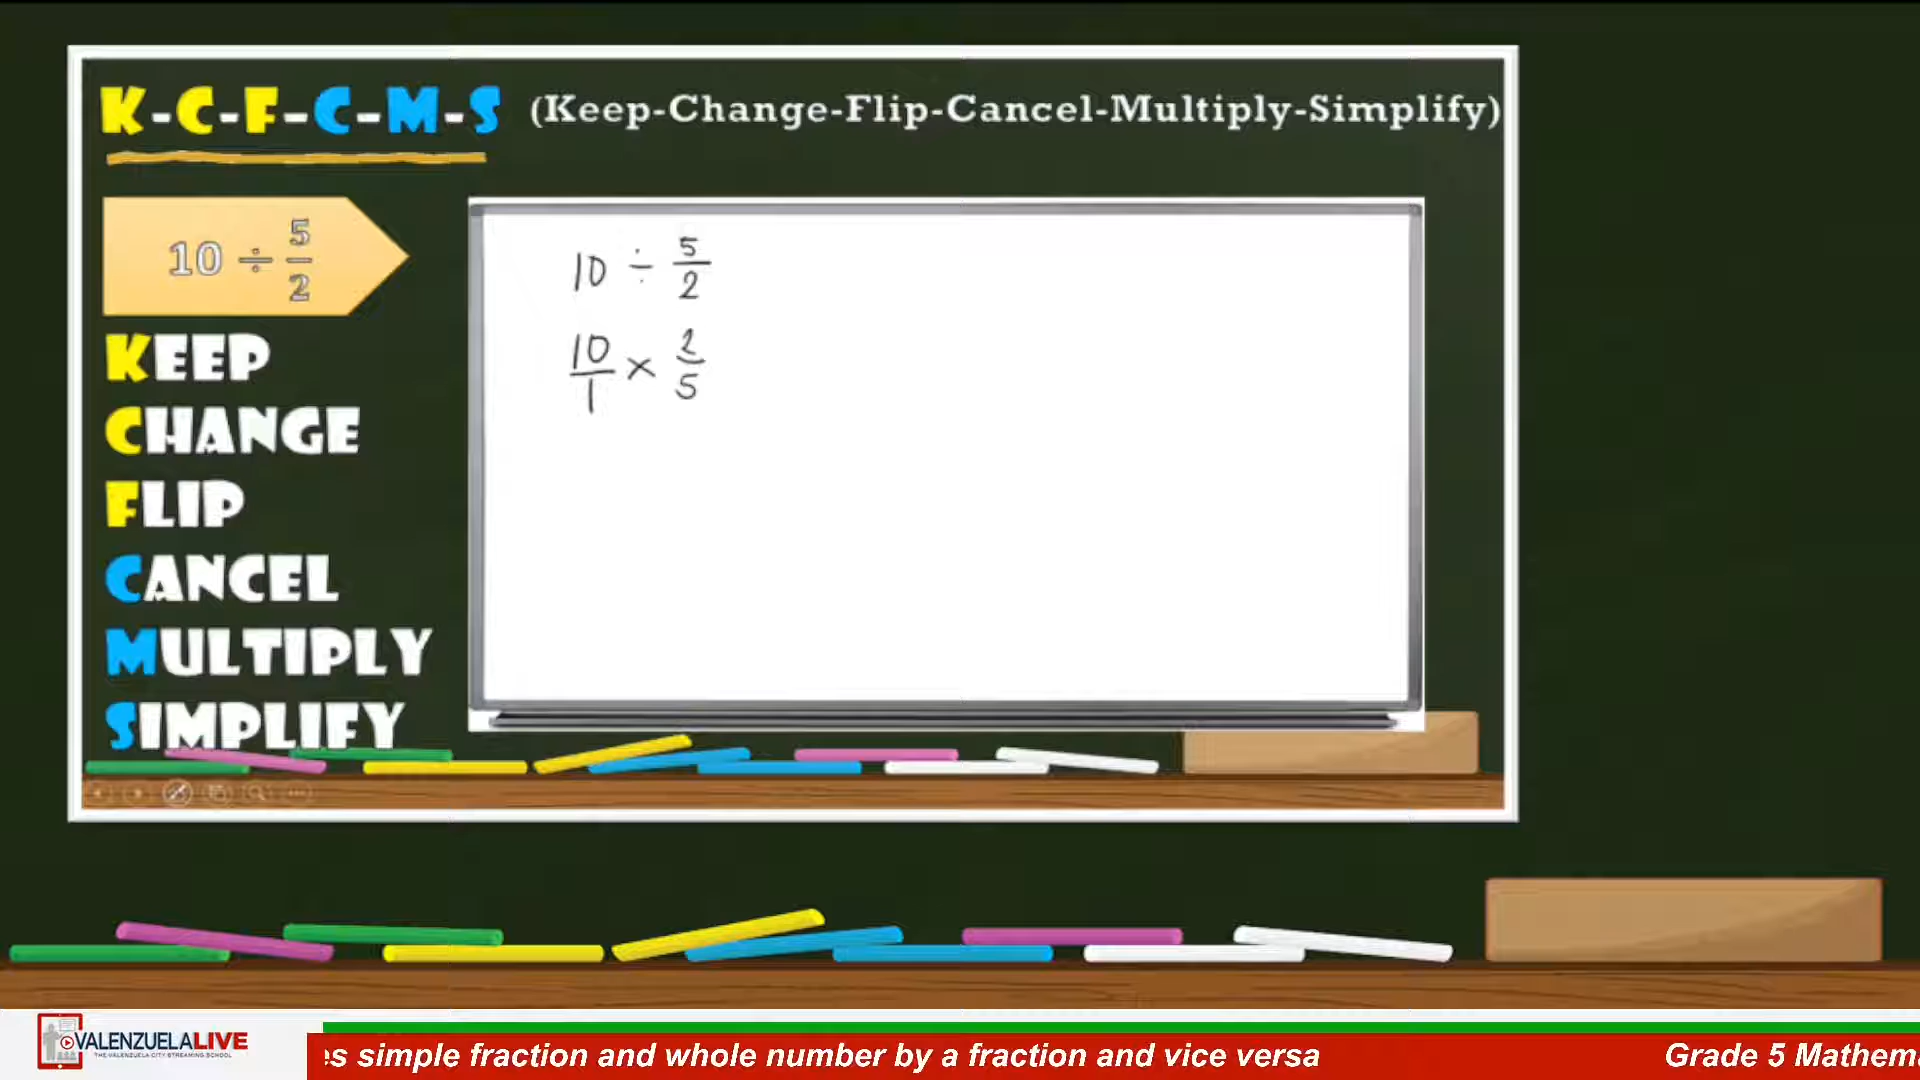 K-C-F-C-M-S (Keep-Change-Flip-Cancel-Multiply-Simplify)
10 ÷ 5/2
KEEP
CHANGE
FLIP
CANCEL
MULTIPLY
SIMPLIFY
10 ÷ 5/2
10/1 × 2/5
VALENZUELALIVE
THE VALENZUELA CITY STREAMING SCHOOL
es simple fraction and whole number by a fraction and vice versa
Grade 5 Mathema